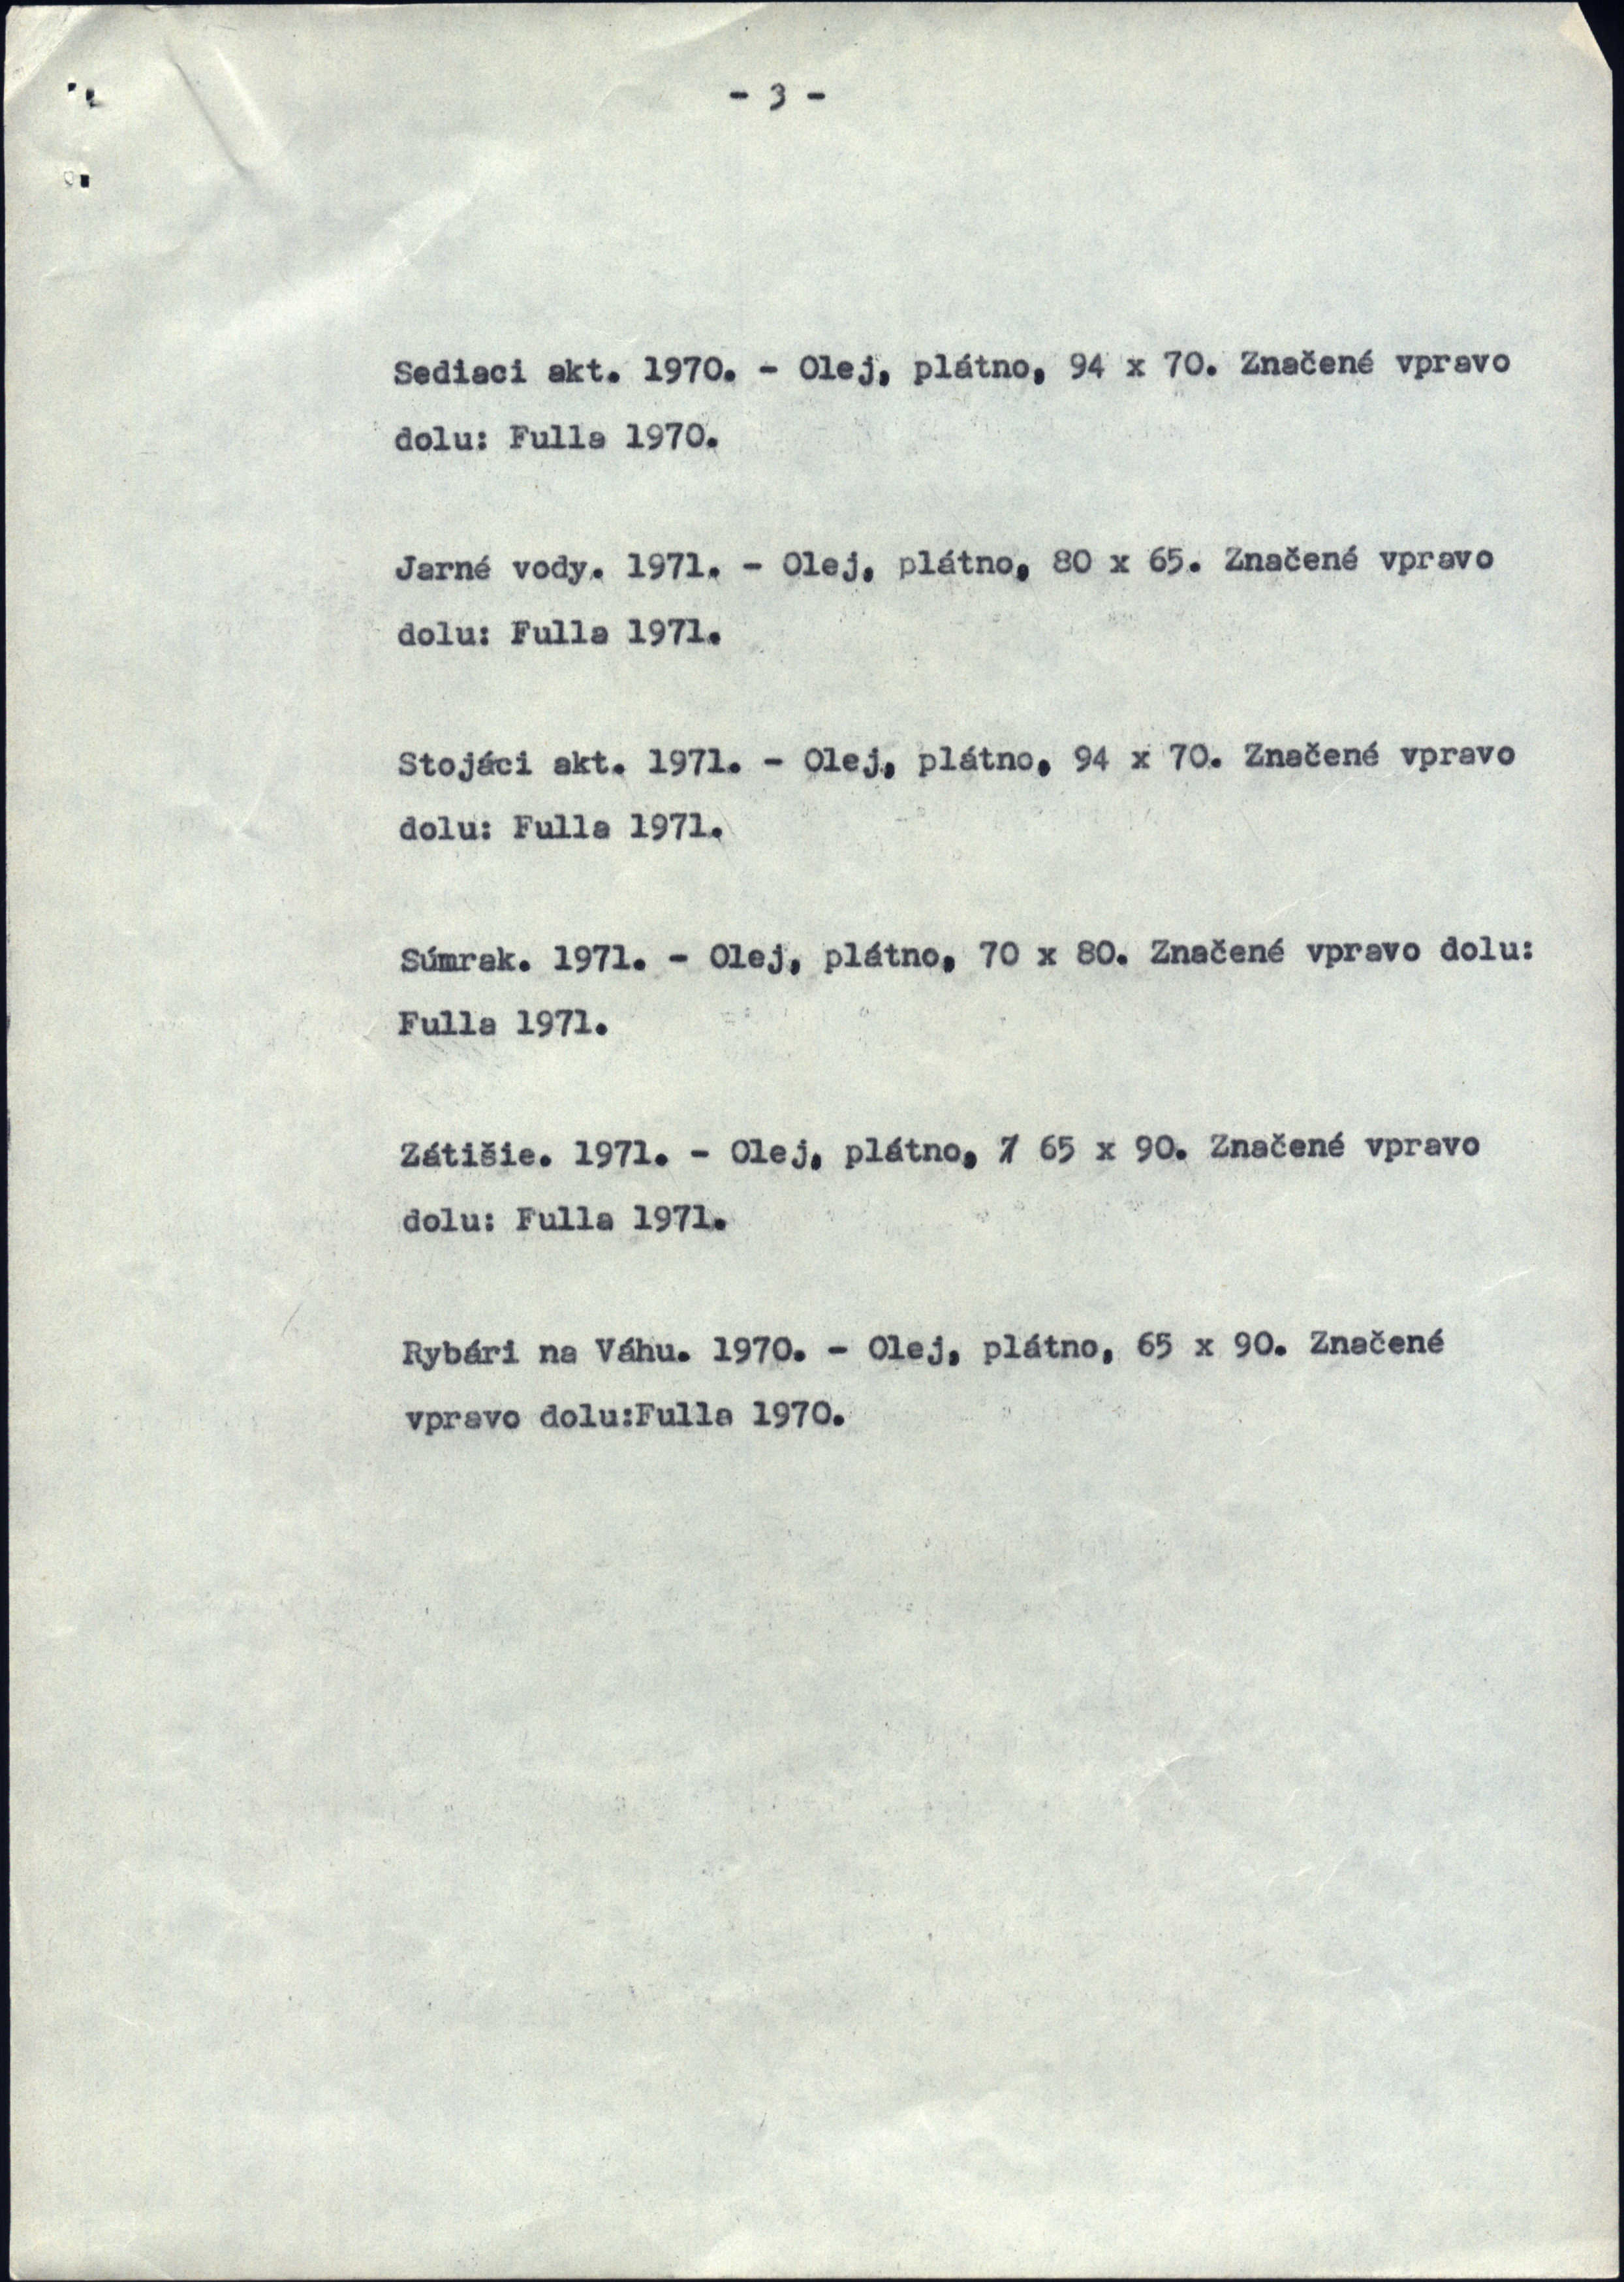 - 3 -
Sediaci akt. 1970. - Olej, plátno, 94 x 70. Značené vpravo
dolu: Fulla 1970.
Jarné vody. 1971. - Olej, plátno, 80 x 65. Značené vpravo
dolu: Fulla 1971.
Stojáci akt. 1971. - Olej, plátno, 94 x 70. Značené vpravo
dolu: Fulla 1971.
Súmrak. 1971. - Olej, plátno, 70 x 80. Značené vpravo dolu:
Fulla 1971.
Zátišie. 1971. - Olej, plátno, 7 65 x 90. Značené vpravo
dolu: Fulla 1971.
Rybári na Váhu. 1970. - Olej, plátno, 65 x 90. Značené
vpravo dolu:Fulla 1970.